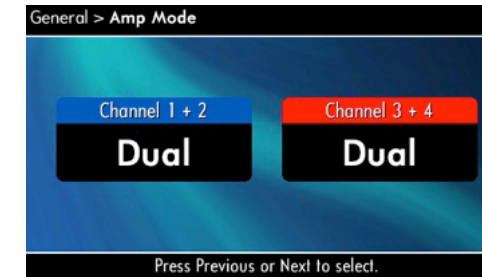 General > Amp Mode
Channel 1 + 2
Dual
Channel 3 + 4
Dual
Press Previous or Next to select.